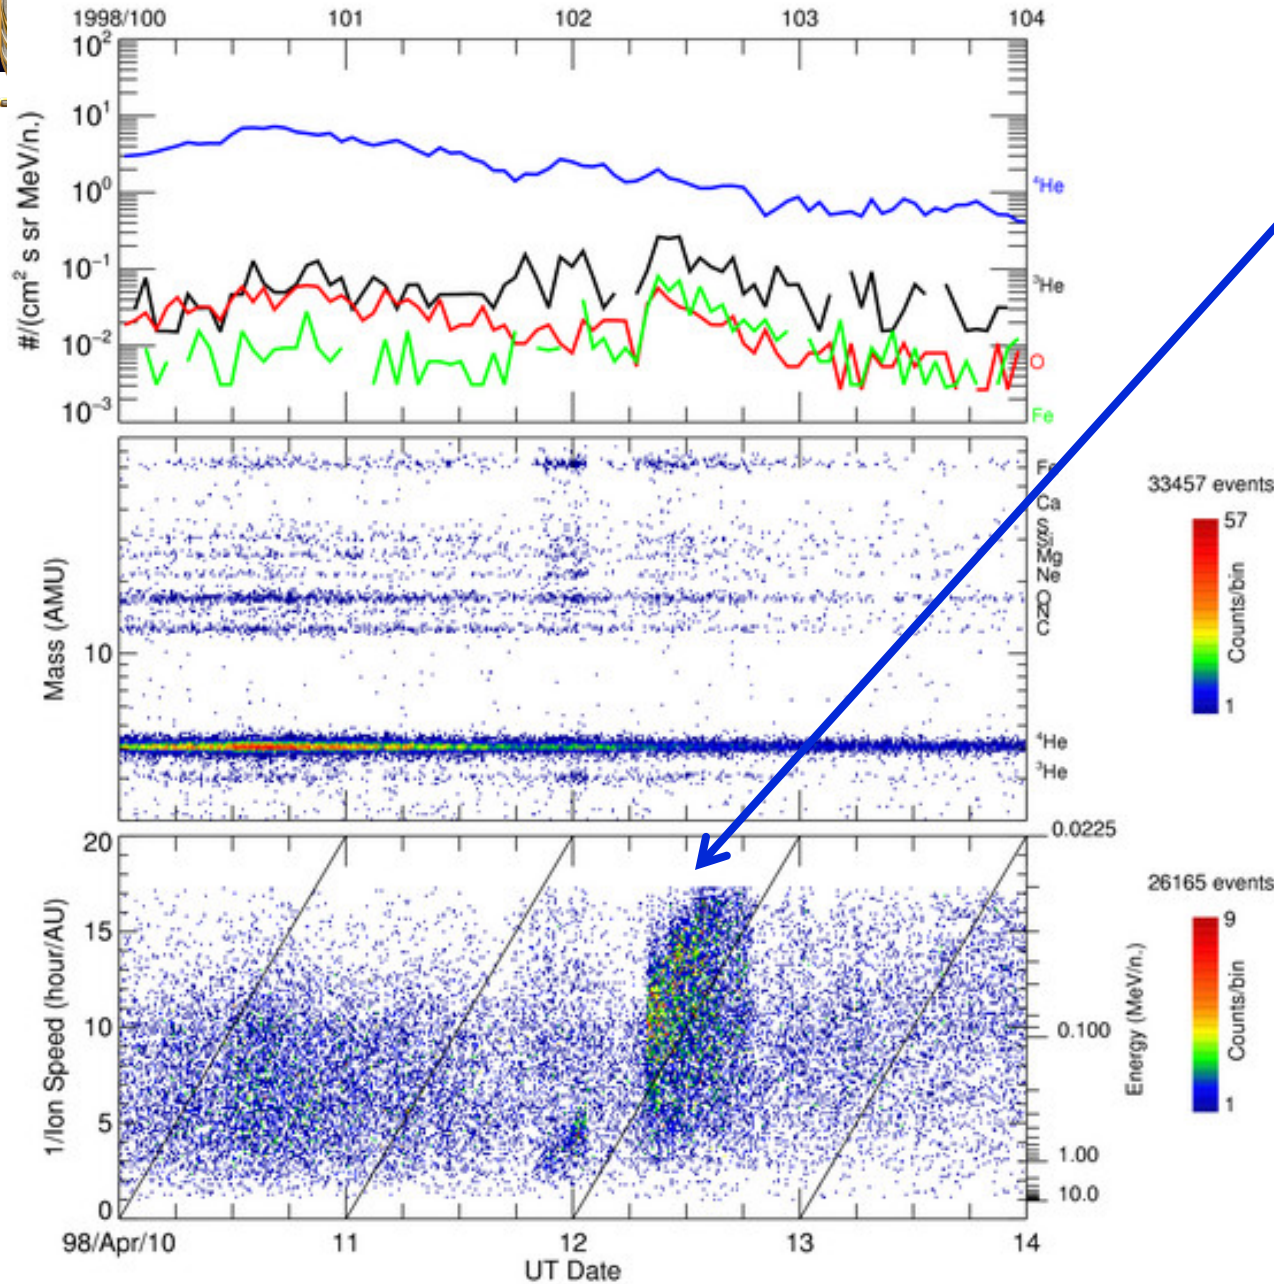 1998/100 101 102 103 104
10²
10¹
10⁰
10⁻¹
10⁻²
10⁻³
#/(cm² s sr MeV/n.)
⁴He
³He
O
Fe
Mass (AMU)
10
Fe
Ca
S
Si
Mg
Ne
O
N
C
⁴He
³He
33457 events
57
Counts/bin
1
1/Ion Speed (hour/AU)
20
15
10
5
0
0.0225
0.100
1.00
10.0
Energy (MeV/n.)
26165 events
9
Counts/bin
1
98/Apr/10 11 12 13 14
UT Date